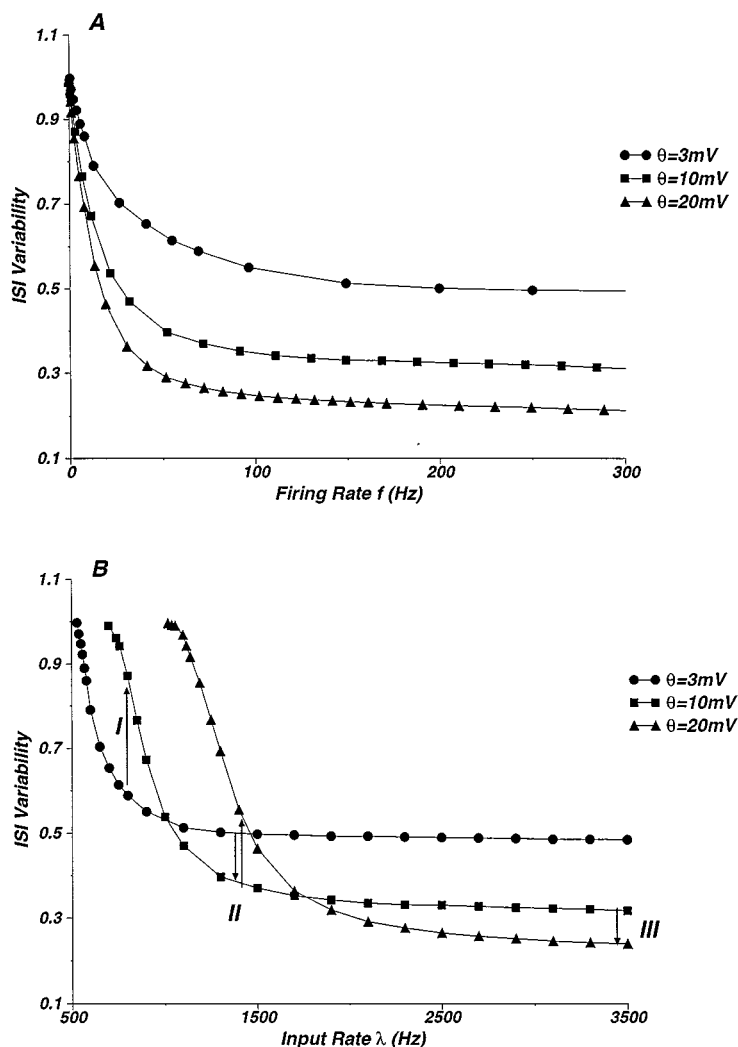 A
1.1
0.9
0.7
0.5
0.3
0.1
ISI Variability
0
100
200
300
Firing Rate f (Hz)
θ=3mV
θ=10mV
θ=20mV
B
1.1
0.9
0.7
0.5
0.3
0.1
ISI Variability
I
II
III
500
1500
2500
3500
Input Rate λ (Hz)
θ=3mV
θ=10mV
θ=20mV